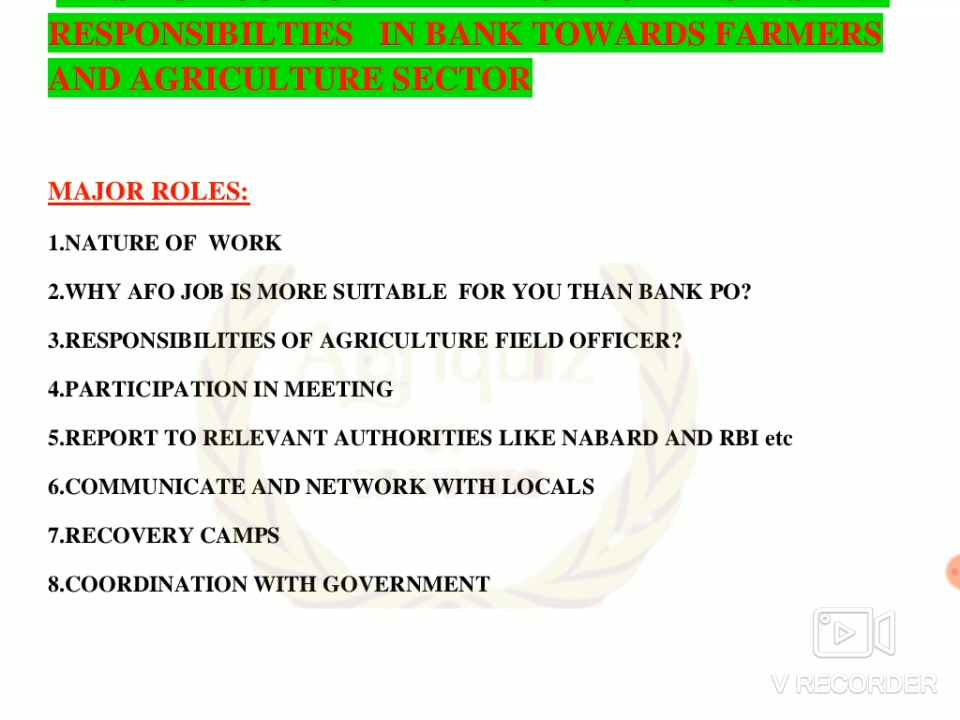 RESPONSIBILTIES IN BANK TOWARDS FARMERS
AND AGRICULTURE SECTOR
MAJOR ROLES:
1.NATURE OF WORK
2.WHY AFO JOB IS MORE SUITABLE FOR YOU THAN BANK PO?
3.RESPONSIBILITIES OF AGRICULTURE FIELD OFFICER?
4.PARTICIPATION IN MEETING
5.REPORT TO RELEVANT AUTHORITIES LIKE NABARD AND RBI etc
6.COMMUNICATE AND NETWORK WITH LOCALS
7.RECOVERY CAMPS
8.COORDINATION WITH GOVERNMENT
Agriquiz
V RECORDER